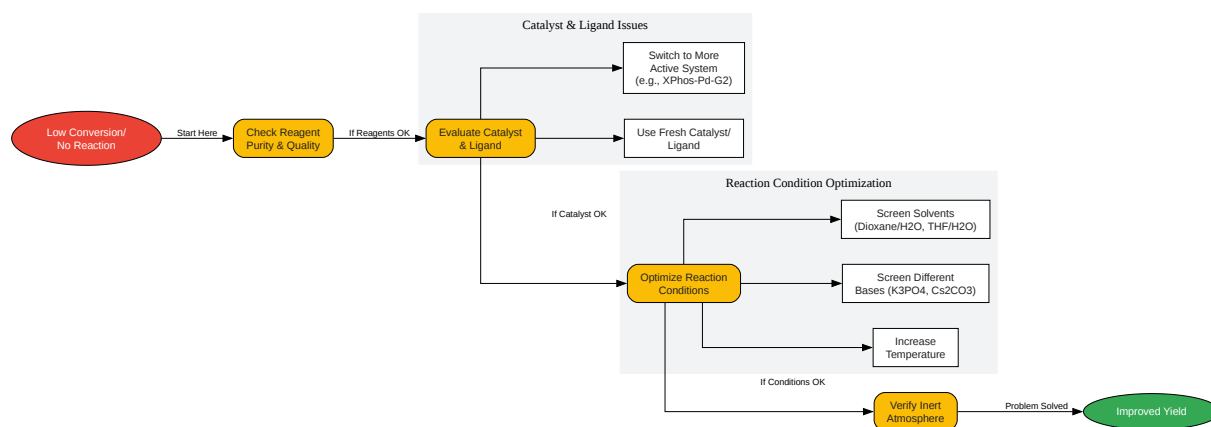 Catalyst & Ligand Issues
Switch to More
Active System
(e.g., XPhos-Pd-G2)
Low Conversion/
No Reaction
Start Here
Check Reagent
Purity & Quality
If Reagents OK
Evaluate Catalyst
& Ligand
Use Fresh Catalyst/
Ligand
Reaction Condition Optimization
If Catalyst OK
Screen Solvents
(Dioxane/H2O, THF/H2O)
Optimize Reaction
Conditions
Screen Different
Bases (K3PO4, Cs2CO3)
Increase
Temperature
If Conditions OK
Verify Inert
Atmosphere
Problem Solved
Improved Yield